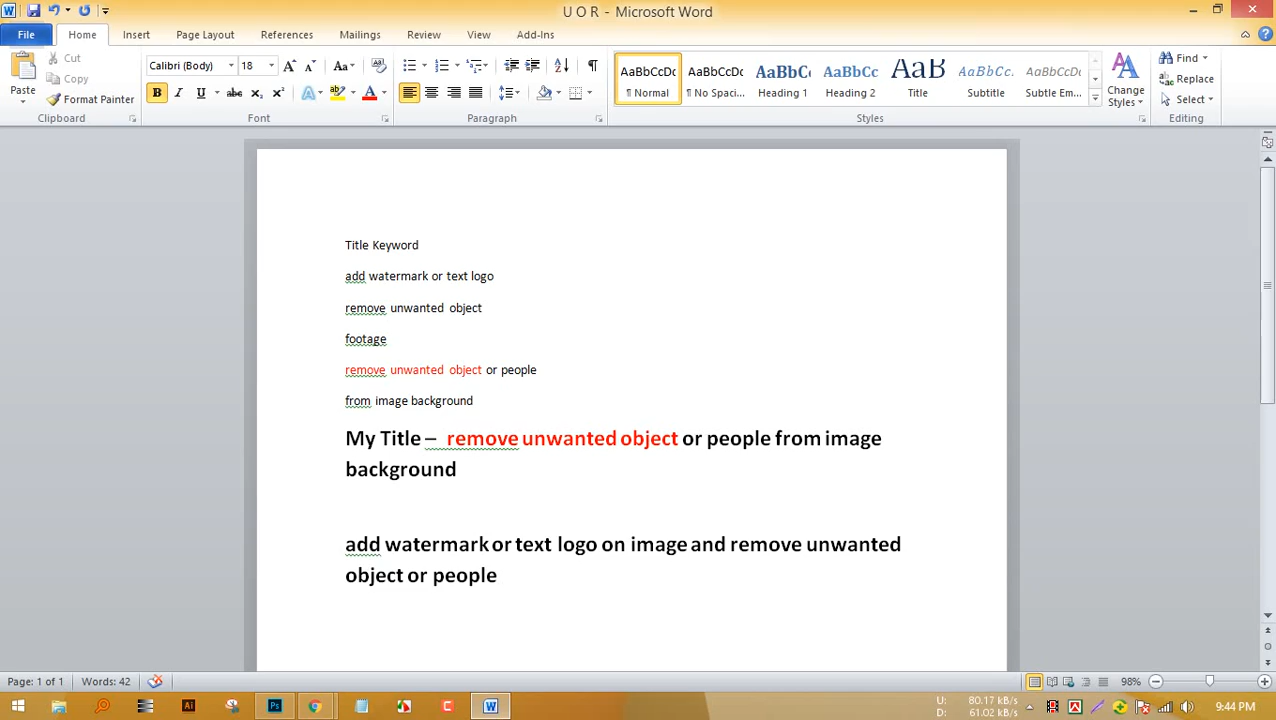 U O R - Microsoft Word
File Home Insert Page Layout References Mailings Review View Add-Ins
Cut
Copy
Format Painter
Paste
Clipboard
Calibri (Body) 18
Font
Paragraph
AaBbCcDc AaBbCcDc AaBbCc AaBbCc AaB AaBbCc. AaBbCcDc
¶ Normal ¶ No Spaci... Heading 1 Heading 2 Title Subtitle Subtle Em...
Change Styles
Styles
Find
Replace
Select
Editing
Title Keyword
add watermark or text logo
remove unwanted object
footage
remove unwanted object or people
from image background
My Title – remove unwanted object or people from image
background
add watermark or text logo on image and remove unwanted
object or people
Page: 1 of 1 Words: 42 98%
U: 80.17 kB/s
D: 61.02 kB/s
9:44 PM